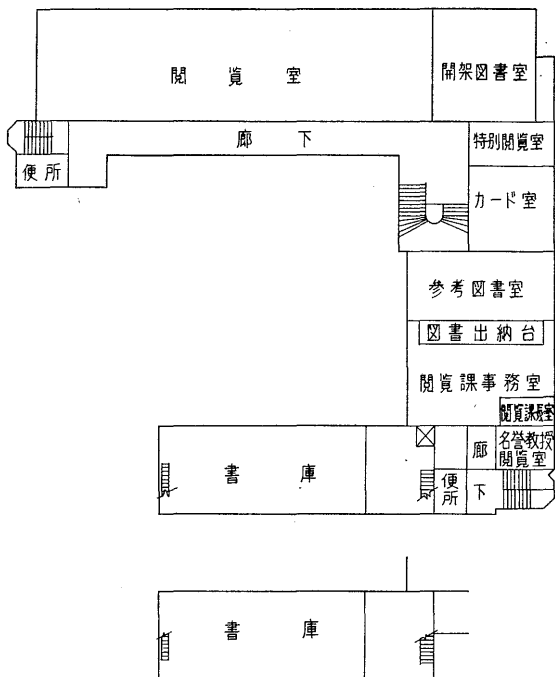 閲覧室
開架図書室
廊下
特別閲覧室
便所
カード室
参考図書室
図書出納台
閲覧課事務室
閲覧課長室
名誉教授
閲覧室
廊下
便所
書庫
書庫